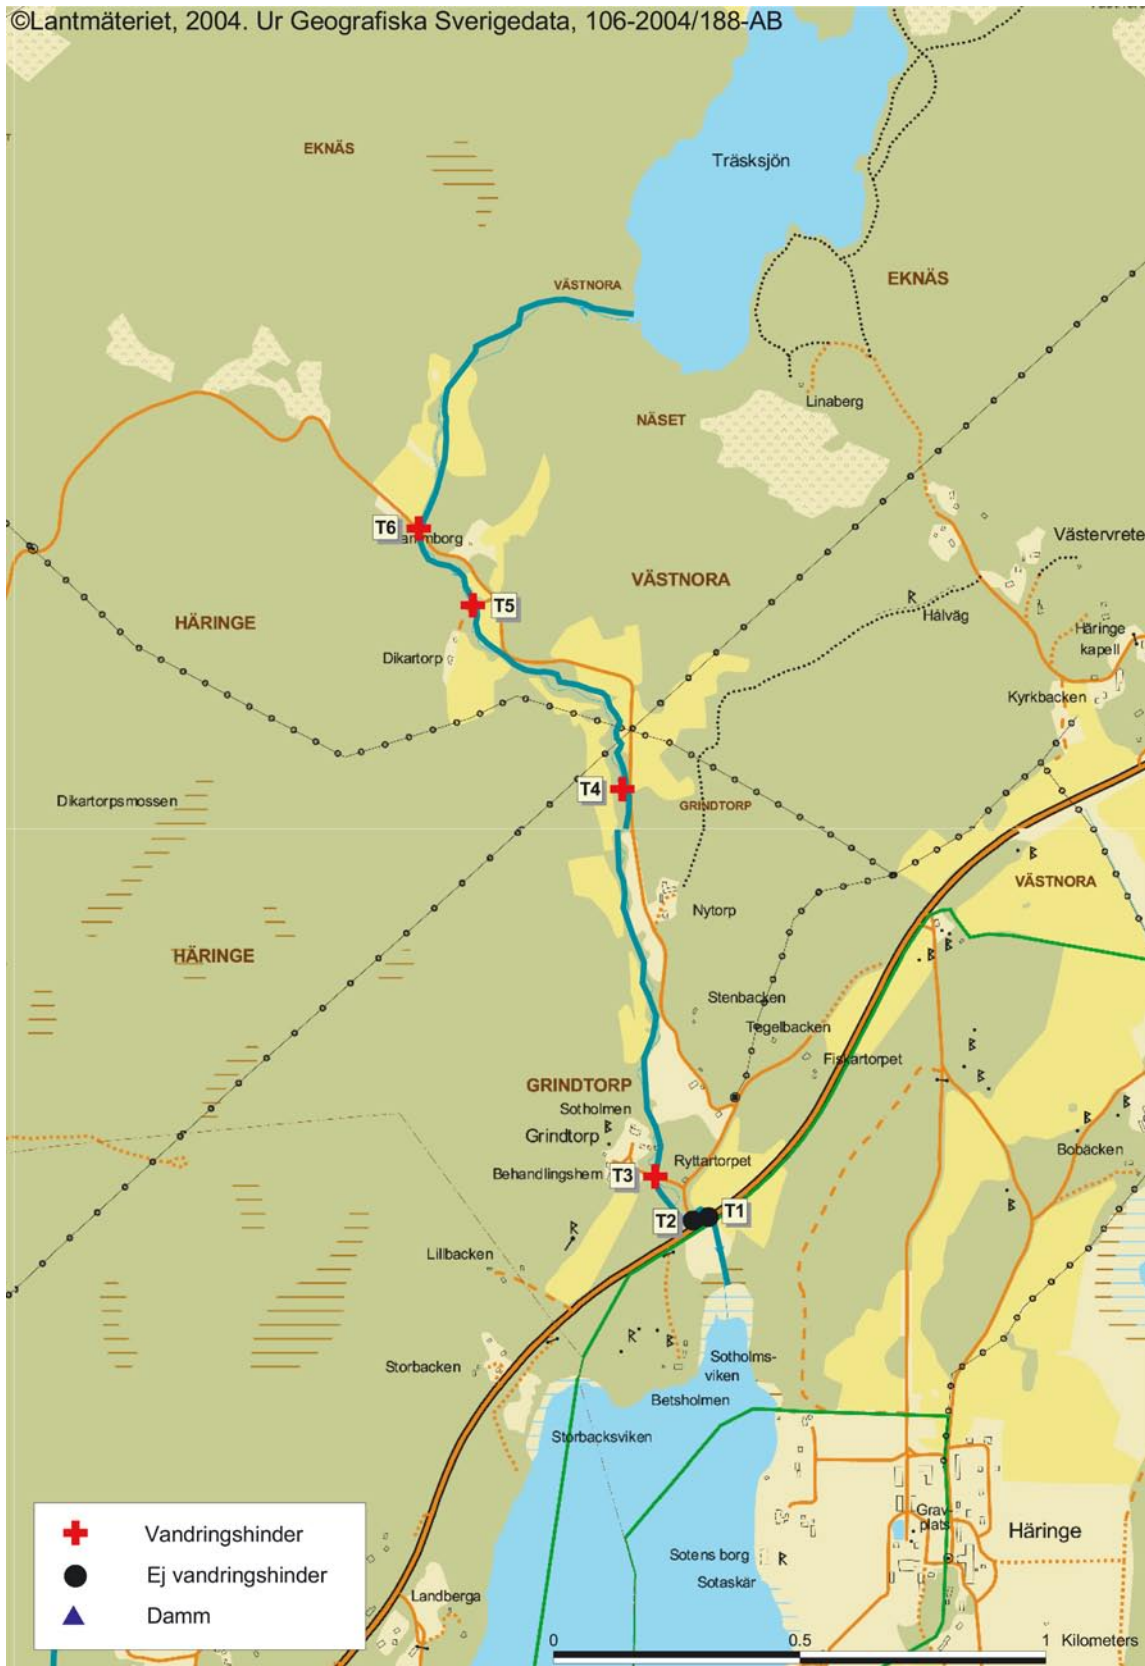 ©Lantmäteriet, 2004. Ur Geografiska Sverigedata, 106-2004/188-AB
EKNÄS
Träsksjön
VÄSTNORA
EKNÄS
Linaberg
NÄSET
T6
Västervrete
VÄSTNORA
T5
Hålväg
HÄRINGE
Häringe
kapell
Dikartorp
Kyrkbacken
T4
Dikartorpsmossen
GRINDTORP
VÄSTNORA
Nytorp
HÄRINGE
Stenbacken
Tegelbacken
Fiskartorpet
GRINDTORP
Sotholmen
Grindtorp
Bobäcken
Ryttartorpet
Behandlingshem
T3
T2
T1
Lillbacken
Storbacken
Sotholms-
viken
Betsholmen
Storbacksviken
Grav-
plats
Häringe
Sotens borg
Sotaskär
Landberga
Vandringshinder
Ej vandringshinder
Damm
0
0.5
1
Kilometers